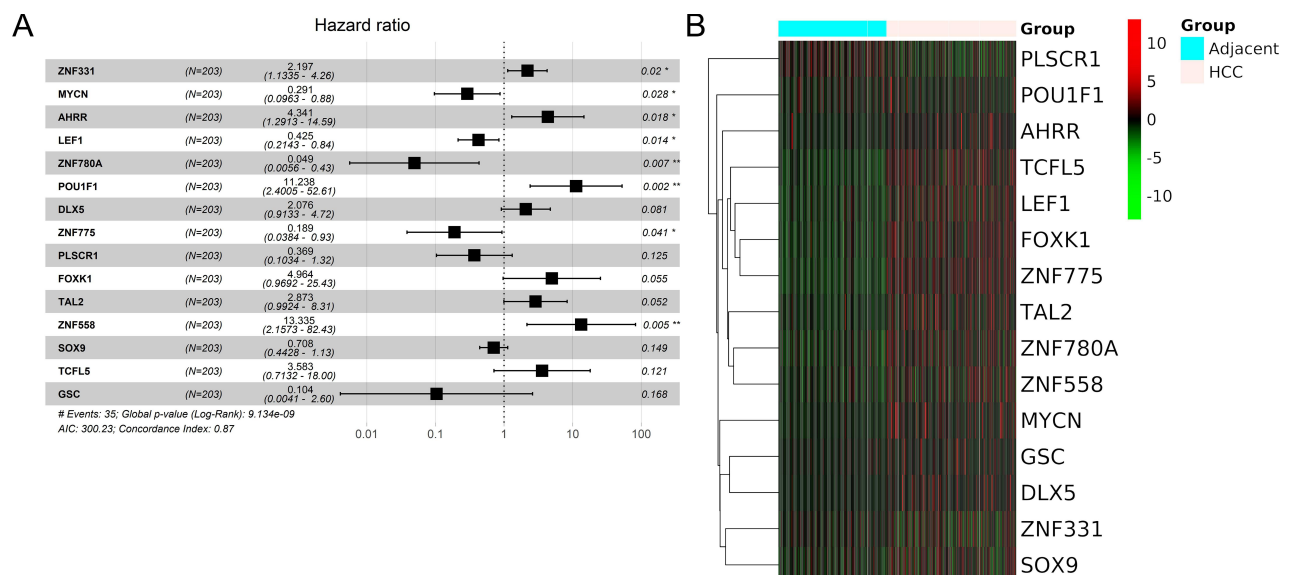 A
Hazard ratio
ZNF331 (N=203) 2.197 (1.1335 - 4.26) 0.02 *
MYCN (N=203) 0.291 (0.0963 - 0.88) 0.028 *
AHRR (N=203) 4.341 (1.2913 - 14.59) 0.018 *
LEF1 (N=203) 0.425 (0.2143 - 0.84) 0.014 *
ZNF780A (N=203) 0.049 (0.0056 - 0.43) 0.007 **
POU1F1 (N=203) 11.238 (2.4005 - 52.61) 0.002 **
DLX5 (N=203) 2.076 (0.9133 - 4.72) 0.081
ZNF775 (N=203) 0.189 (0.0384 - 0.93) 0.041 *
PLSCR1 (N=203) 0.369 (0.1034 - 1.32) 0.125
FOXK1 (N=203) 4.964 (0.9692 - 25.43) 0.055
TAL2 (N=203) 2.873 (0.9924 - 8.31) 0.052
ZNF558 (N=203) 13.335 (2.1573 - 82.43) 0.005 **
SOX9 (N=203) 0.708 (0.4428 - 1.13) 0.149
TCFL5 (N=203) 3.583 (0.7132 - 18.00) 0.121
GSC (N=203) 0.104 (0.0041 - 2.60) 0.168
# Events: 35; Global p-value (Log-Rank): 9.134e-09
AIC: 300.23; Concordance Index: 0.87
0.01 0.1 1 10 100
B
Group
PLSCR1
POU1F1
AHRR
TCFL5
LEF1
FOXK1
ZNF775
TAL2
ZNF780A
ZNF558
MYCN
GSC
DLX5
ZNF331
SOX9
10
5
0
-5
-10
Group
Adjacent
HCC